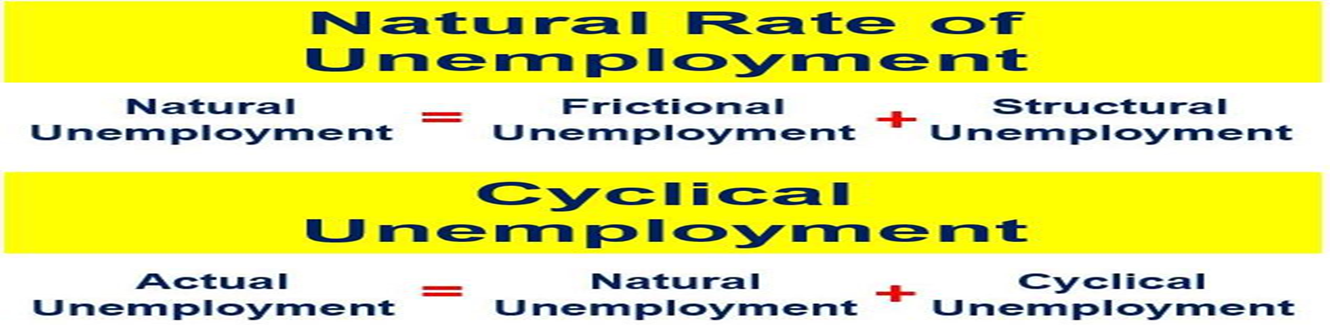 Natural Rate of
Unemployment
Natural Unemployment = Frictional Unemployment + Structural Unemployment
Cyclical
Unemployment
Actual Unemployment = Natural Unemployment + Cyclical Unemployment